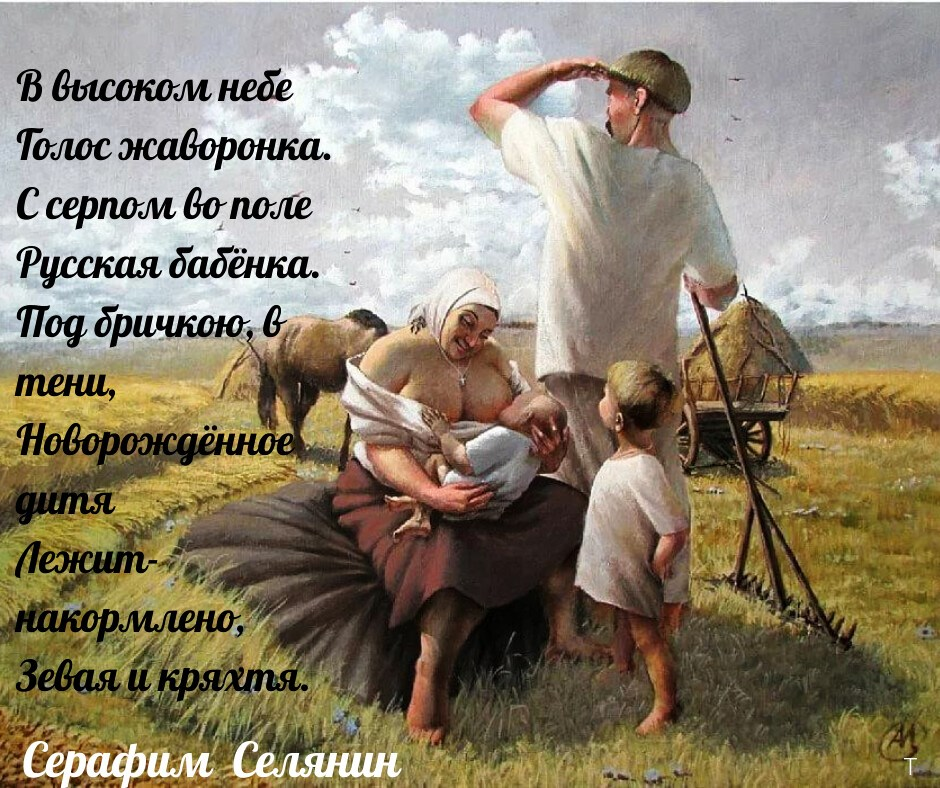 В высоком небе
Голос жаворонка.
С серпом во поле
Русская бабёнка.
Под бричкою, в
тени,
Новорождённое
дитя
Лежит-
накормлено,
Зевая и кряхтя.
Серафим Селянин
Т